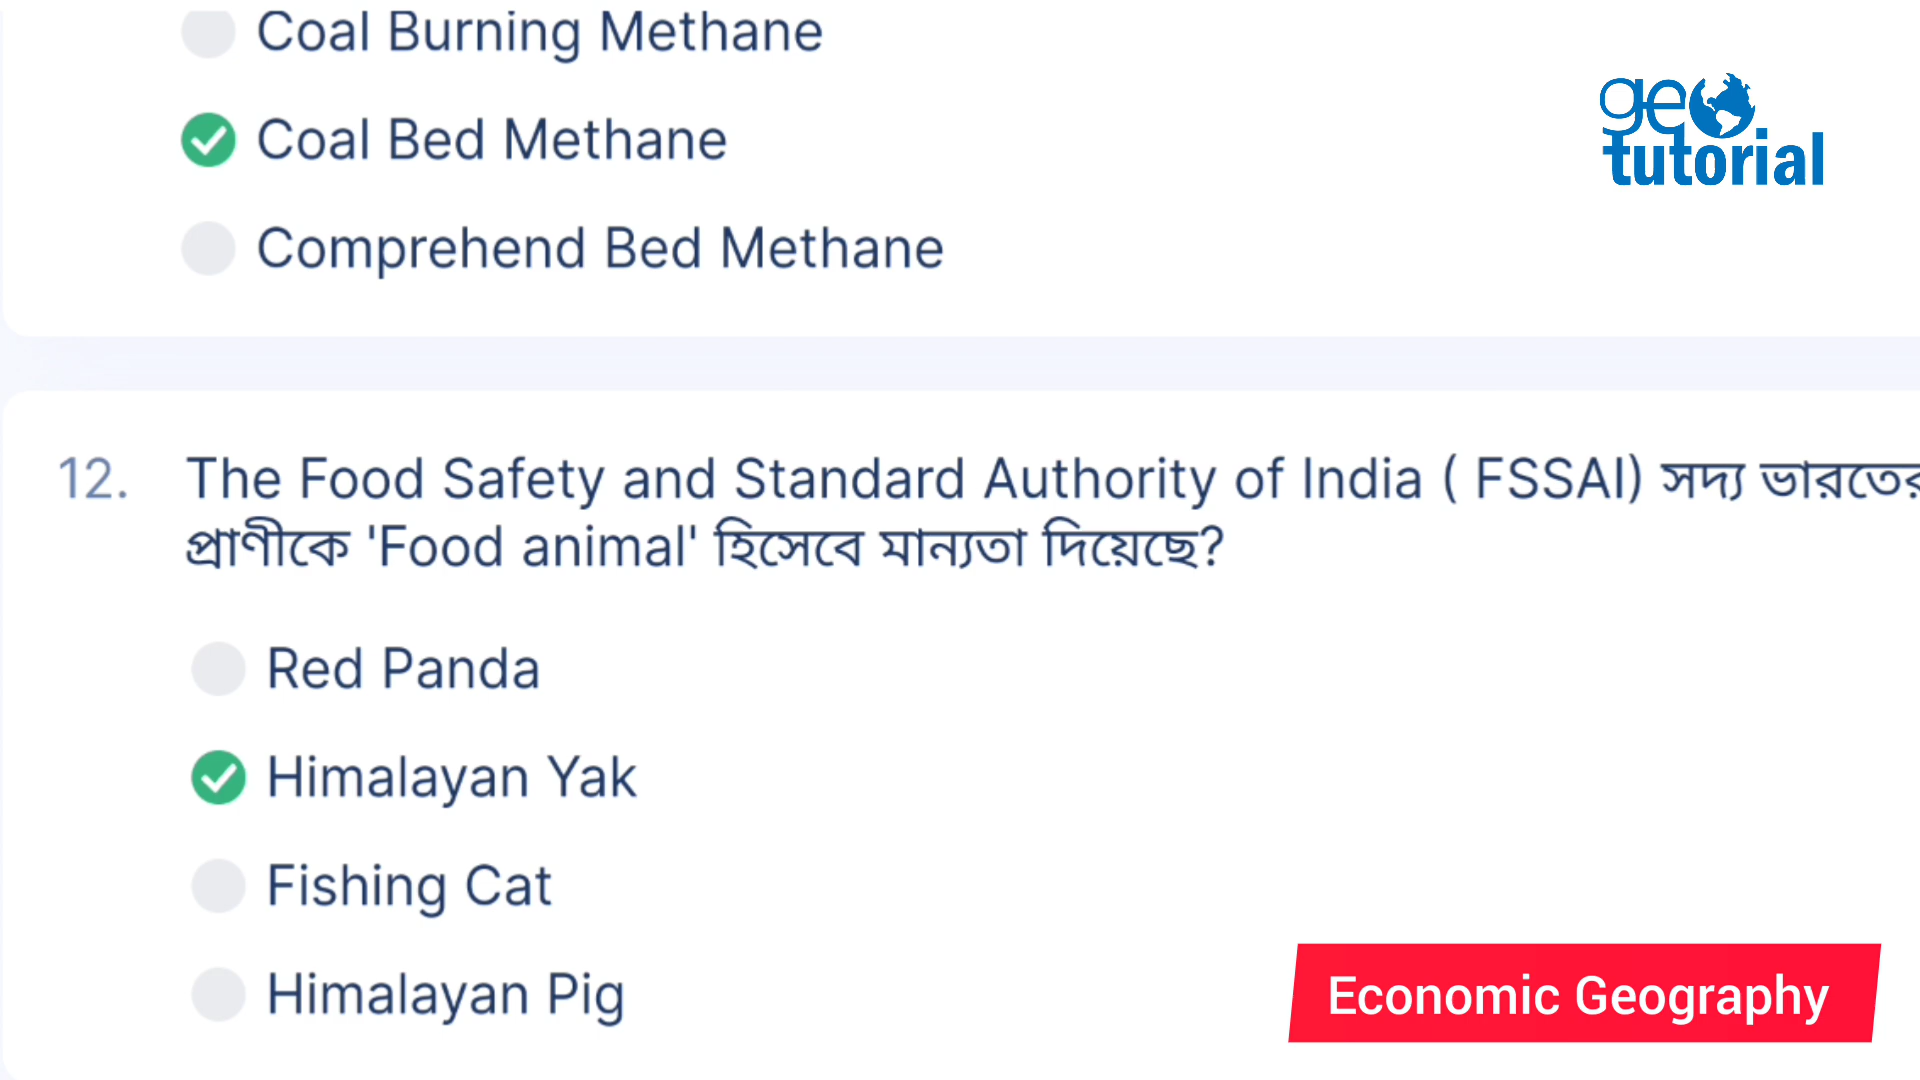 Coal Burning Methane
Coal Bed Methane
Comprehend Bed Methane
geo
tutorial
12. The Food Safety and Standard Authority of India ( FSSAI) সদ্য ভারতের
প্রাণীকে 'Food animal' হিসেবে মান্যতা দিয়েছে?
Red Panda
Himalayan Yak
Fishing Cat
Himalayan Pig
Economic Geography